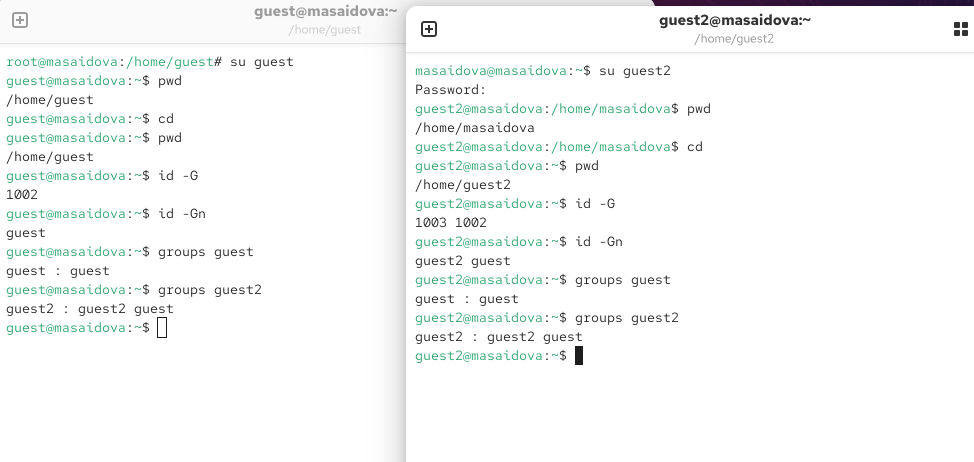 guest@masaidova:~
/home/guest
root@masaidova:/home/guest# su guest
guest@masaidova:~$ pwd
/home/guest
guest@masaidova:~$ cd
guest@masaidova:~$ pwd
/home/guest
guest@masaidova:~$ id -G
1002
guest@masaidova:~$ id -Gn
guest
guest@masaidova:~$ groups guest
guest : guest
guest@masaidova:~$ groups guest2
guest2 : guest2 guest
guest@masaidova:~$
guest2@masaidova:~
/home/guest2
masaidova@masaidova:~$ su guest2
Password:
guest2@masaidova:/home/masaidova$ pwd
/home/masaidova
guest2@masaidova:/home/masaidova$ cd
guest2@masaidova:~$ pwd
/home/guest2
guest2@masaidova:~$ id -G
1003 1002
guest2@masaidova:~$ id -Gn
guest2 guest
guest2@masaidova:~$ groups guest
guest : guest
guest2@masaidova:~$ groups guest2
guest2 : guest2 guest
guest2@masaidova:~$